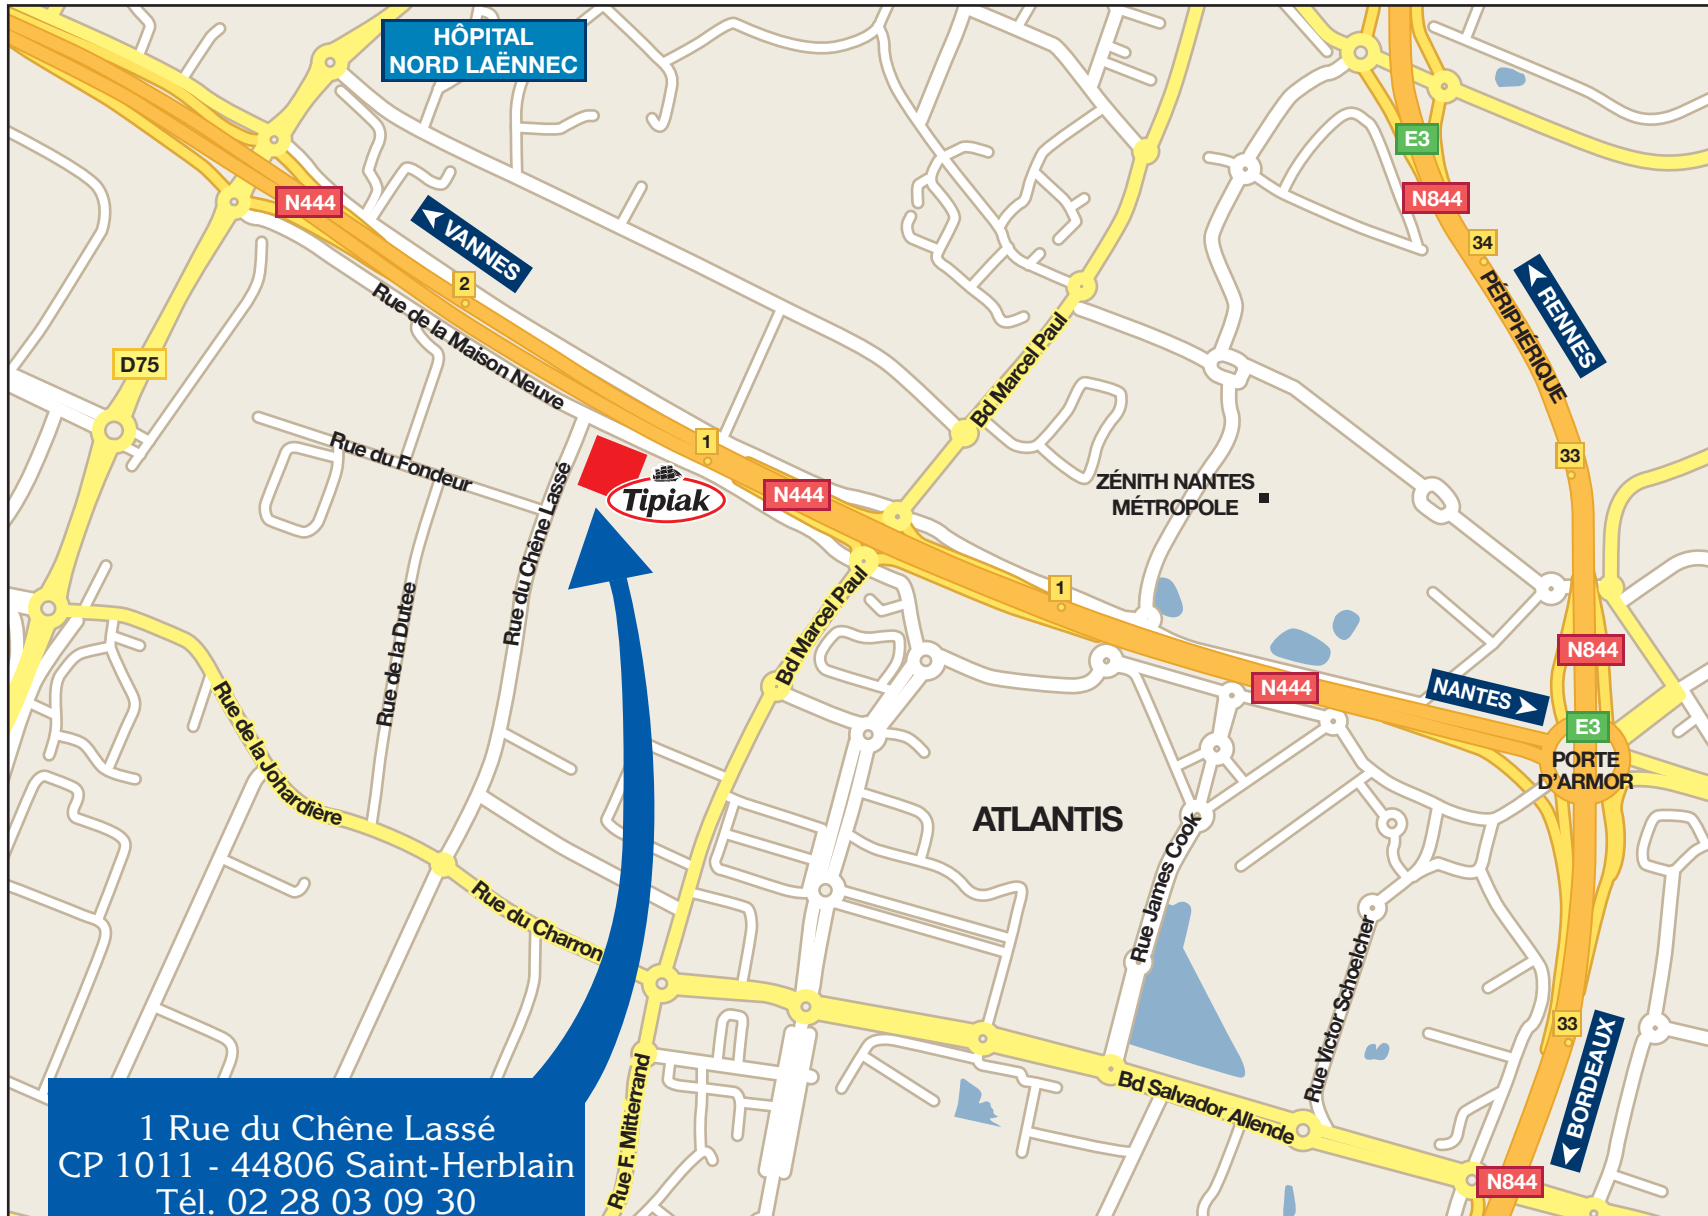 HÔPITAL
NORD LAËNNEC
E3
N844
N444
VANNES
34
2
PÉRIPHÉRIQUE
RENNES
Rue de la Maison Neuve
D75
Bd Marcel Paul
Rue du Fondeur
1
33
Tipiak
N444
ZÉNITH NANTES
MÉTROPOLE
Rue du Chêne Lassé
Rue de la Dutee
Bd Marcel Paul
1
N844
N444
NANTES
E3
PORTE
D'ARMOR
Rue de la Johardière
ATLANTIS
Rue James Cook
Rue du Charron
Rue Victor Schoelcher
33
BORDEAUX
Rue F. Mitterrand
Bd Salvador Allende
N844
1 Rue du Chêne Lassé
CP 1011 - 44806 Saint-Herblain
Tél. 02 28 03 09 30